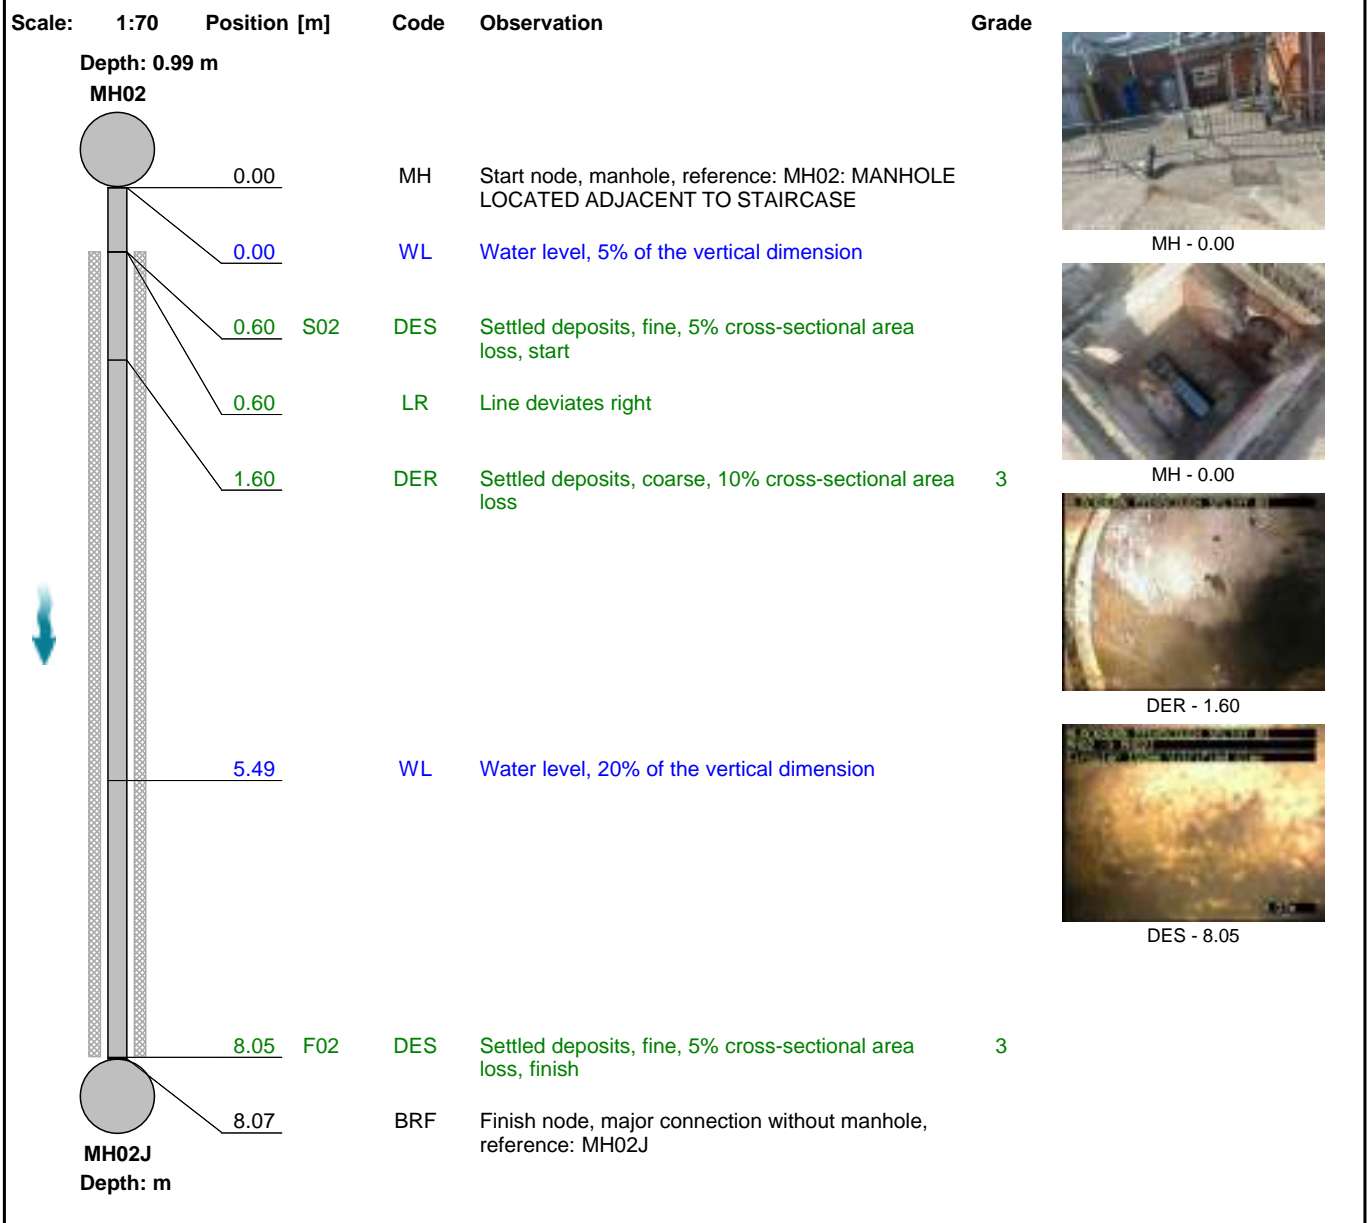 Scale: 1:70 Position [m] Code Observation Grade
Depth: 0.99 m
MH02
0.00 MH Start node, manhole, reference: MH02: MANHOLE
LOCATED ADJACENT TO STAIRCASE
0.00 WL Water level, 5% of the vertical dimension
0.60 S02 DES Settled deposits, fine, 5% cross-sectional area
loss, start
0.60 LR Line deviates right
1.60 DER Settled deposits, coarse, 10% cross-sectional area 3
loss
5.49 WL Water level, 20% of the vertical dimension
8.05 F02 DES Settled deposits, fine, 5% cross-sectional area 3
loss, finish
8.07 BRF Finish node, major connection without manhole,
reference: MH02J
MH02J
Depth: m
MH - 0.00
MH - 0.00
DER - 1.60
DES - 8.05